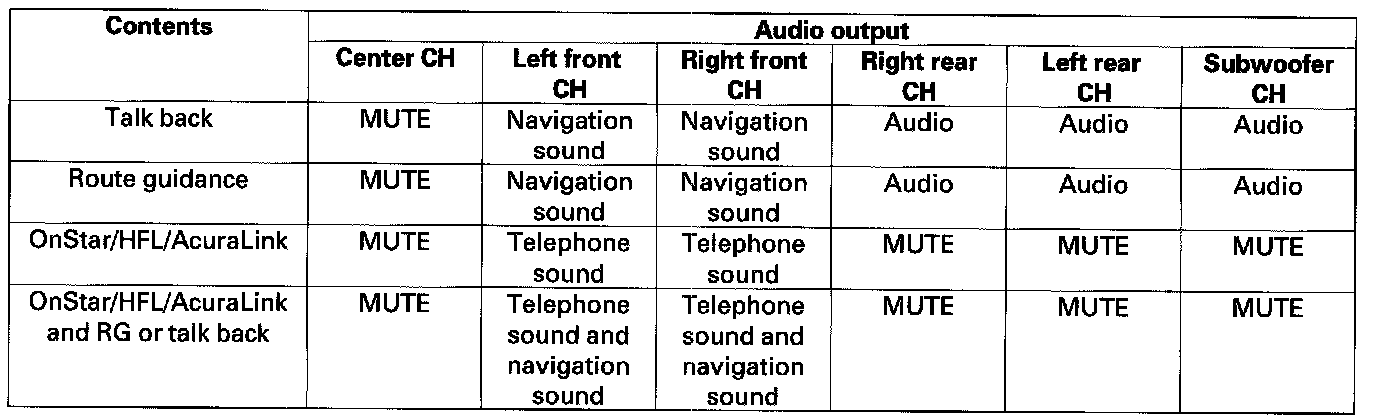 Contents
Audio output
Center CH
Left front
CH
Right front
CH
Right rear
CH
Left rear
CH
Subwoofer
CH
Talk back
MUTE
Navigation
sound
Navigation
sound
Audio
Audio
Audio
Route guidance
MUTE
Navigation
sound
Navigation
sound
Audio
Audio
Audio
OnStar/HFL/AcuraLink
MUTE
Telephone
sound
Telephone
sound
MUTE
MUTE
MUTE
OnStar/HFL/AcuraLink
and RG or talk back
MUTE
Telephone
sound and
navigation
sound
Telephone
sound and
navigation
sound
MUTE
MUTE
MUTE